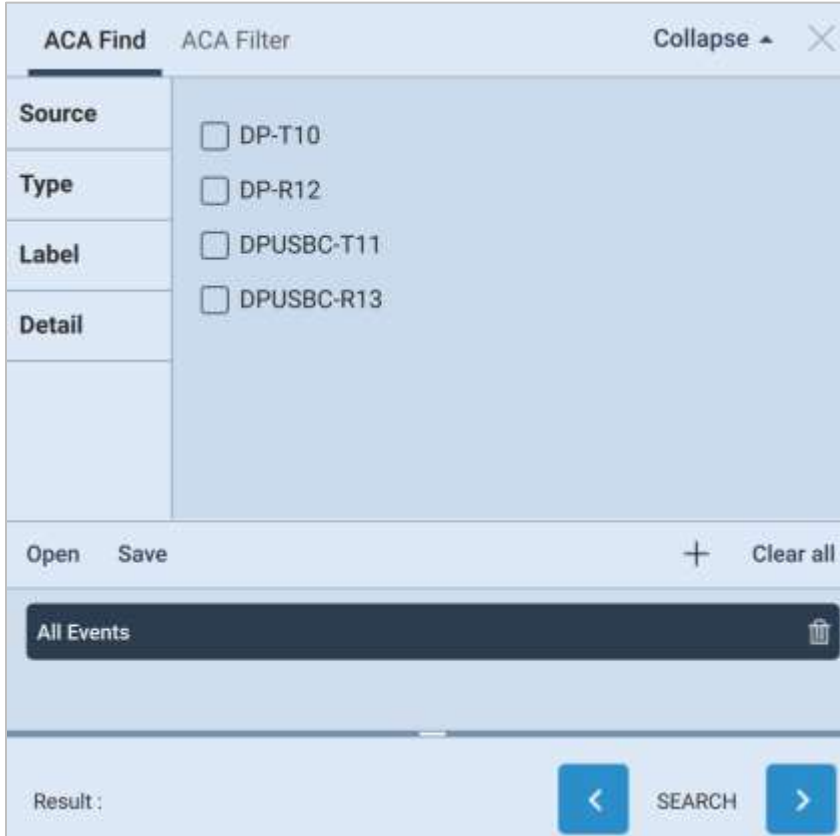 ACA Find ACA Filter Collapse
Source
Type
Label
Detail
DP-T10
DP-R12
DPUSBC-T11
DPUSBC-R13
Open Save + Clear all
All Events
Result : SEARCH